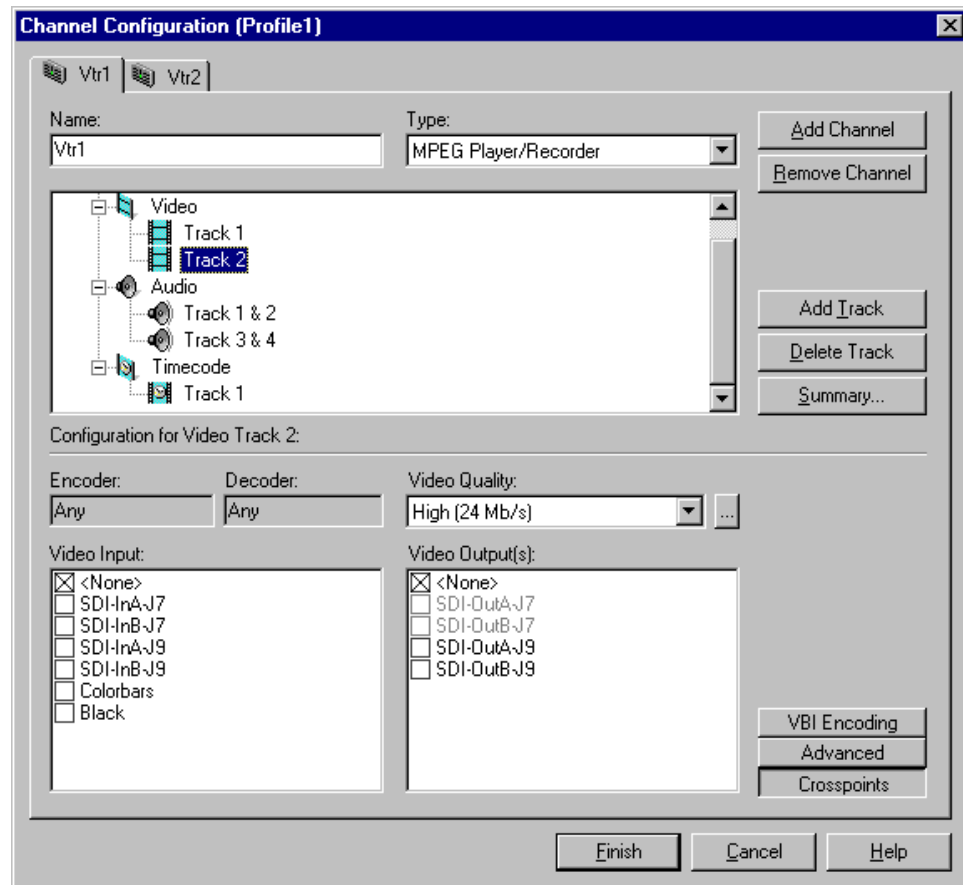 Channel Configuration (Profile1)
Vtr1
Vtr2
Name:
Type:
Vtr1
MPEG Player/Recorder
Add Channel
Remove Channel
Video
Track 1
Track 2
Audio
Track 1 & 2
Track 3 & 4
Timecode
Track 1
Add Track
Delete Track
Summary...
Configuration for Video Track 2:
Encoder:
Decoder:
Video Quality:
Any
Any
High (24 Mb/s)
...
Video Input:
<None>
SDI-InA-J7
SDI-InB-J7
SDI-InA-J9
SDI-InB-J9
Colorbars
Black
Video Output(s):
<None>
SDI-OutA-J7
SDI-OutB-J7
SDI-OutA-J9
SDI-OutB-J9
VBI Encoding
Advanced
Crosspoints
Finish
Cancel
Help